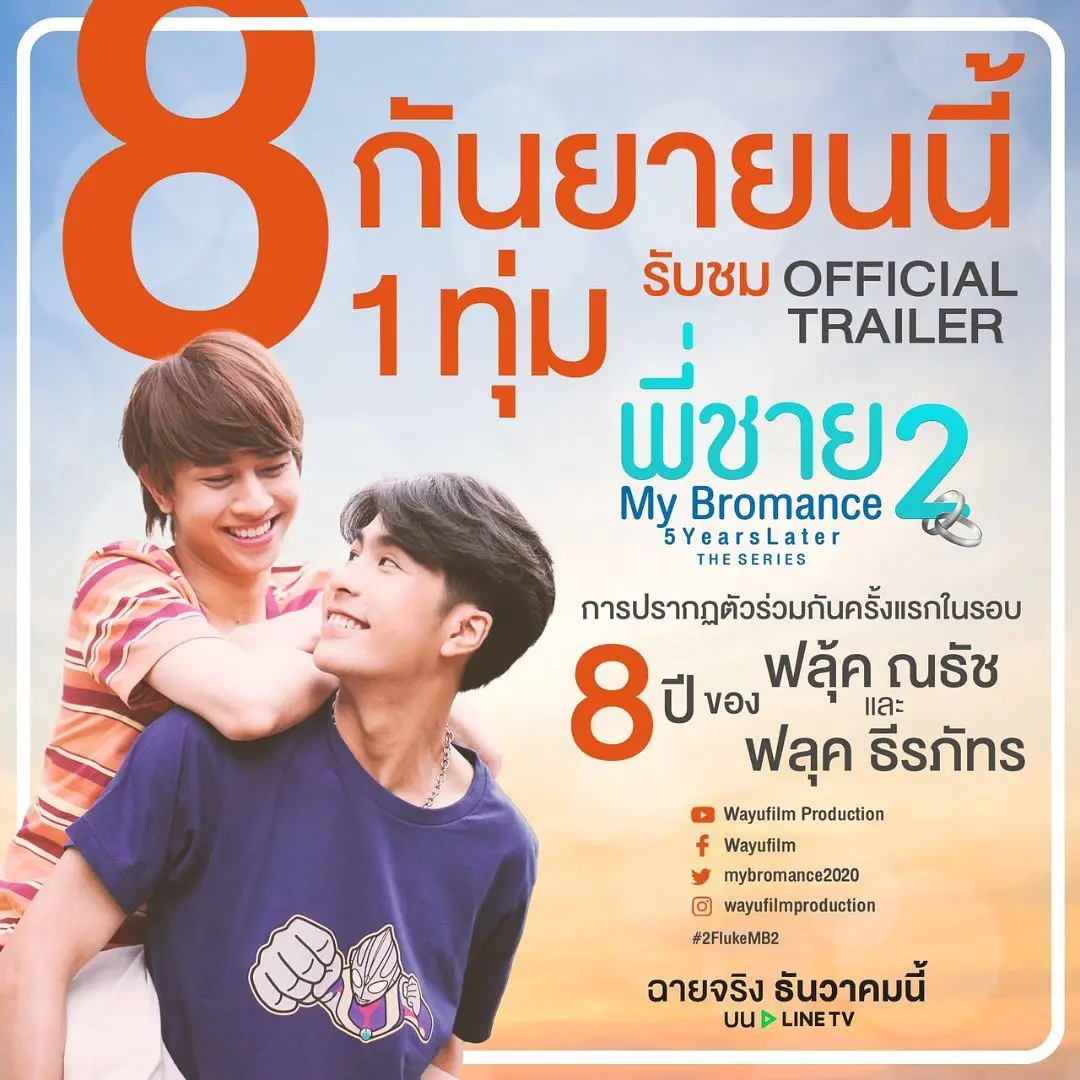 8 กันยายนนี้
1 ทุ่ม
รับชม OFFICIAL
TRAILER
พี่ชาย 2
My Bromance
5 Years Later
THE SERIES
การปรากฏตัวร่วมกันครั้งแรกในรอบ
8 ปี ของ ฟลุ้ค ณธัช
และ
ฟลุค ธีรภัทร
Wayufilm Production
Wayufilm
mybromance2020
wayufilmproduction
#2FlukeMB2
ฉายจริง ธันวาคมนี้
บน LINE TV